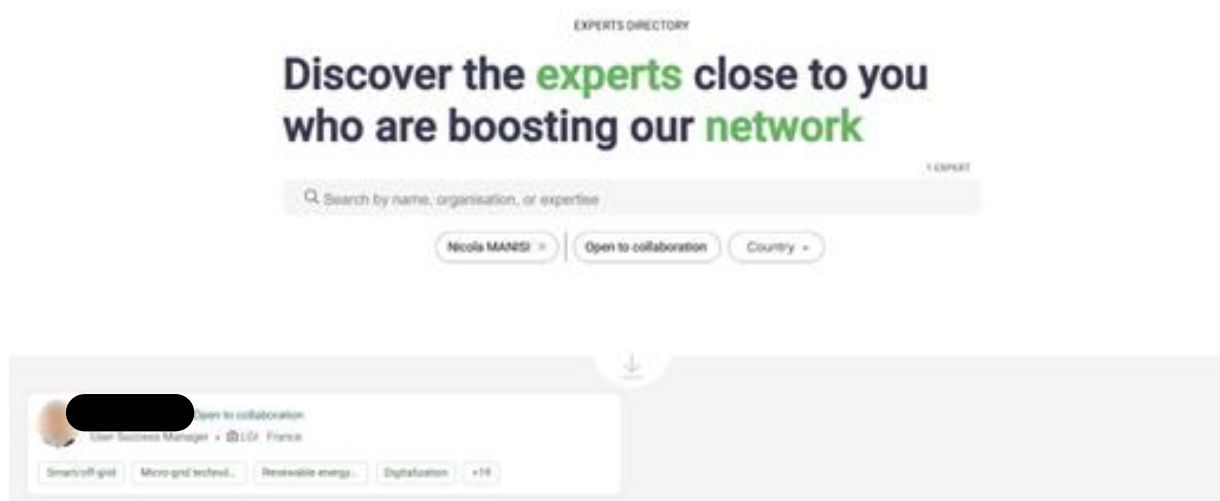 EXPERTS DIRECTORY
Discover the experts close to you
who are boosting our network
1 EXPERT
Search by name, organisation, or expertise
Nicola MANISI × Open to collaboration Country
Open to collaboration
User Success Manager • LGI France
Smart/off-grid Micro-grid technol... Renewable energy... Digitalization +19